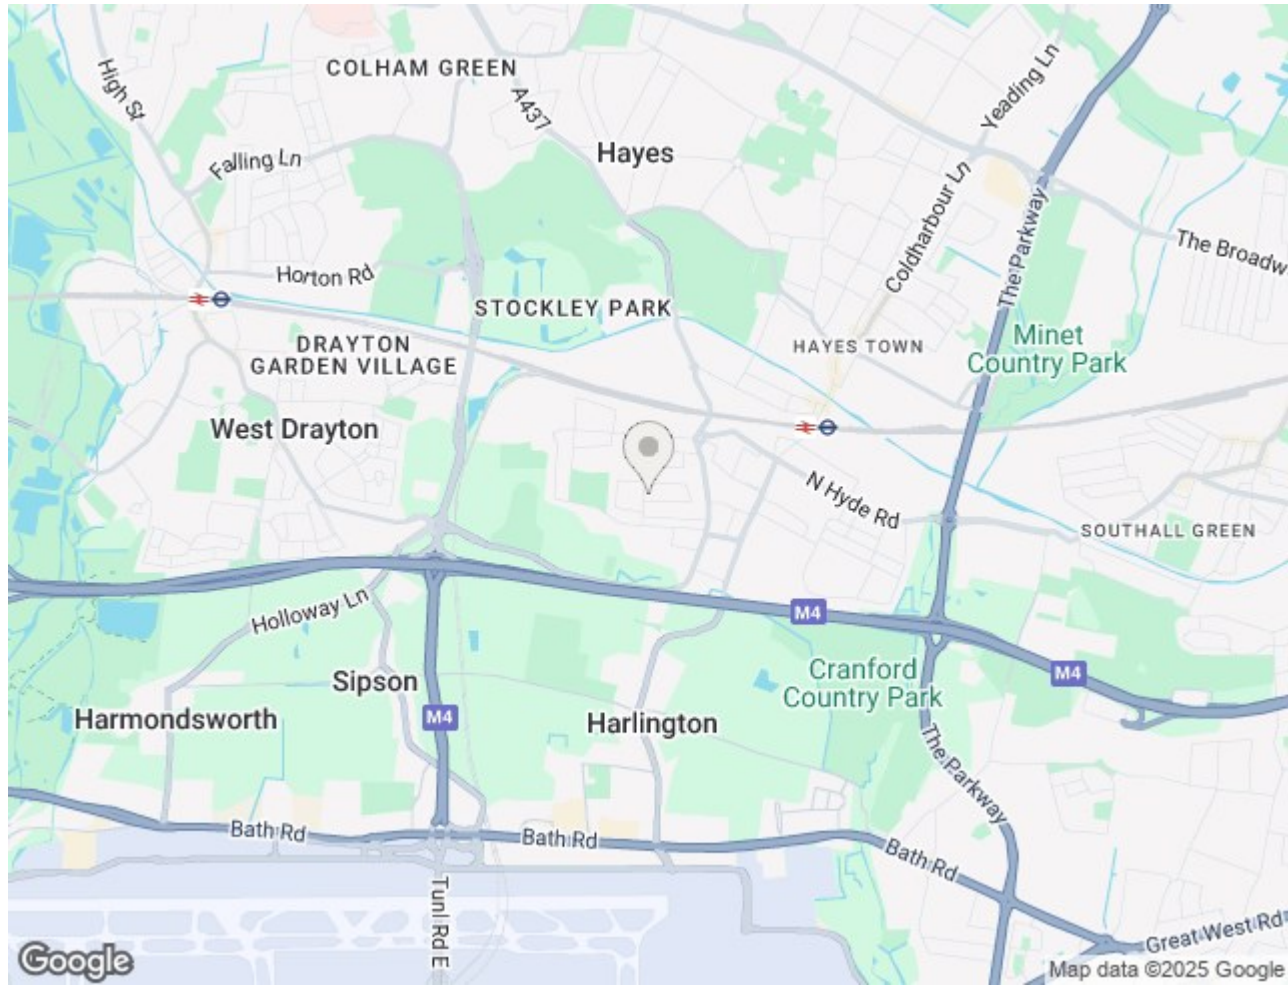 COLHAM GREEN
High St
A437
Yeading Ln
Hayes
Falling Ln
Coldharbour Ln
The Parkway
The Broadw
Horton Rd
STOCKLEY PARK
DRAYTON
GARDEN VILLAGE
HAYES TOWN
Minet
Country Park
West Drayton
N Hyde Rd
SOUTHALL GREEN
Holloway Ln
M4
Sipson
Cranford
Country Park
M4
Harmondsworth
M4
Harlington
The Parkway
Bath Rd
Bath Rd
Bath Rd
Tunl Rd E
Great West Rd
Google
Map data ©2025 Google